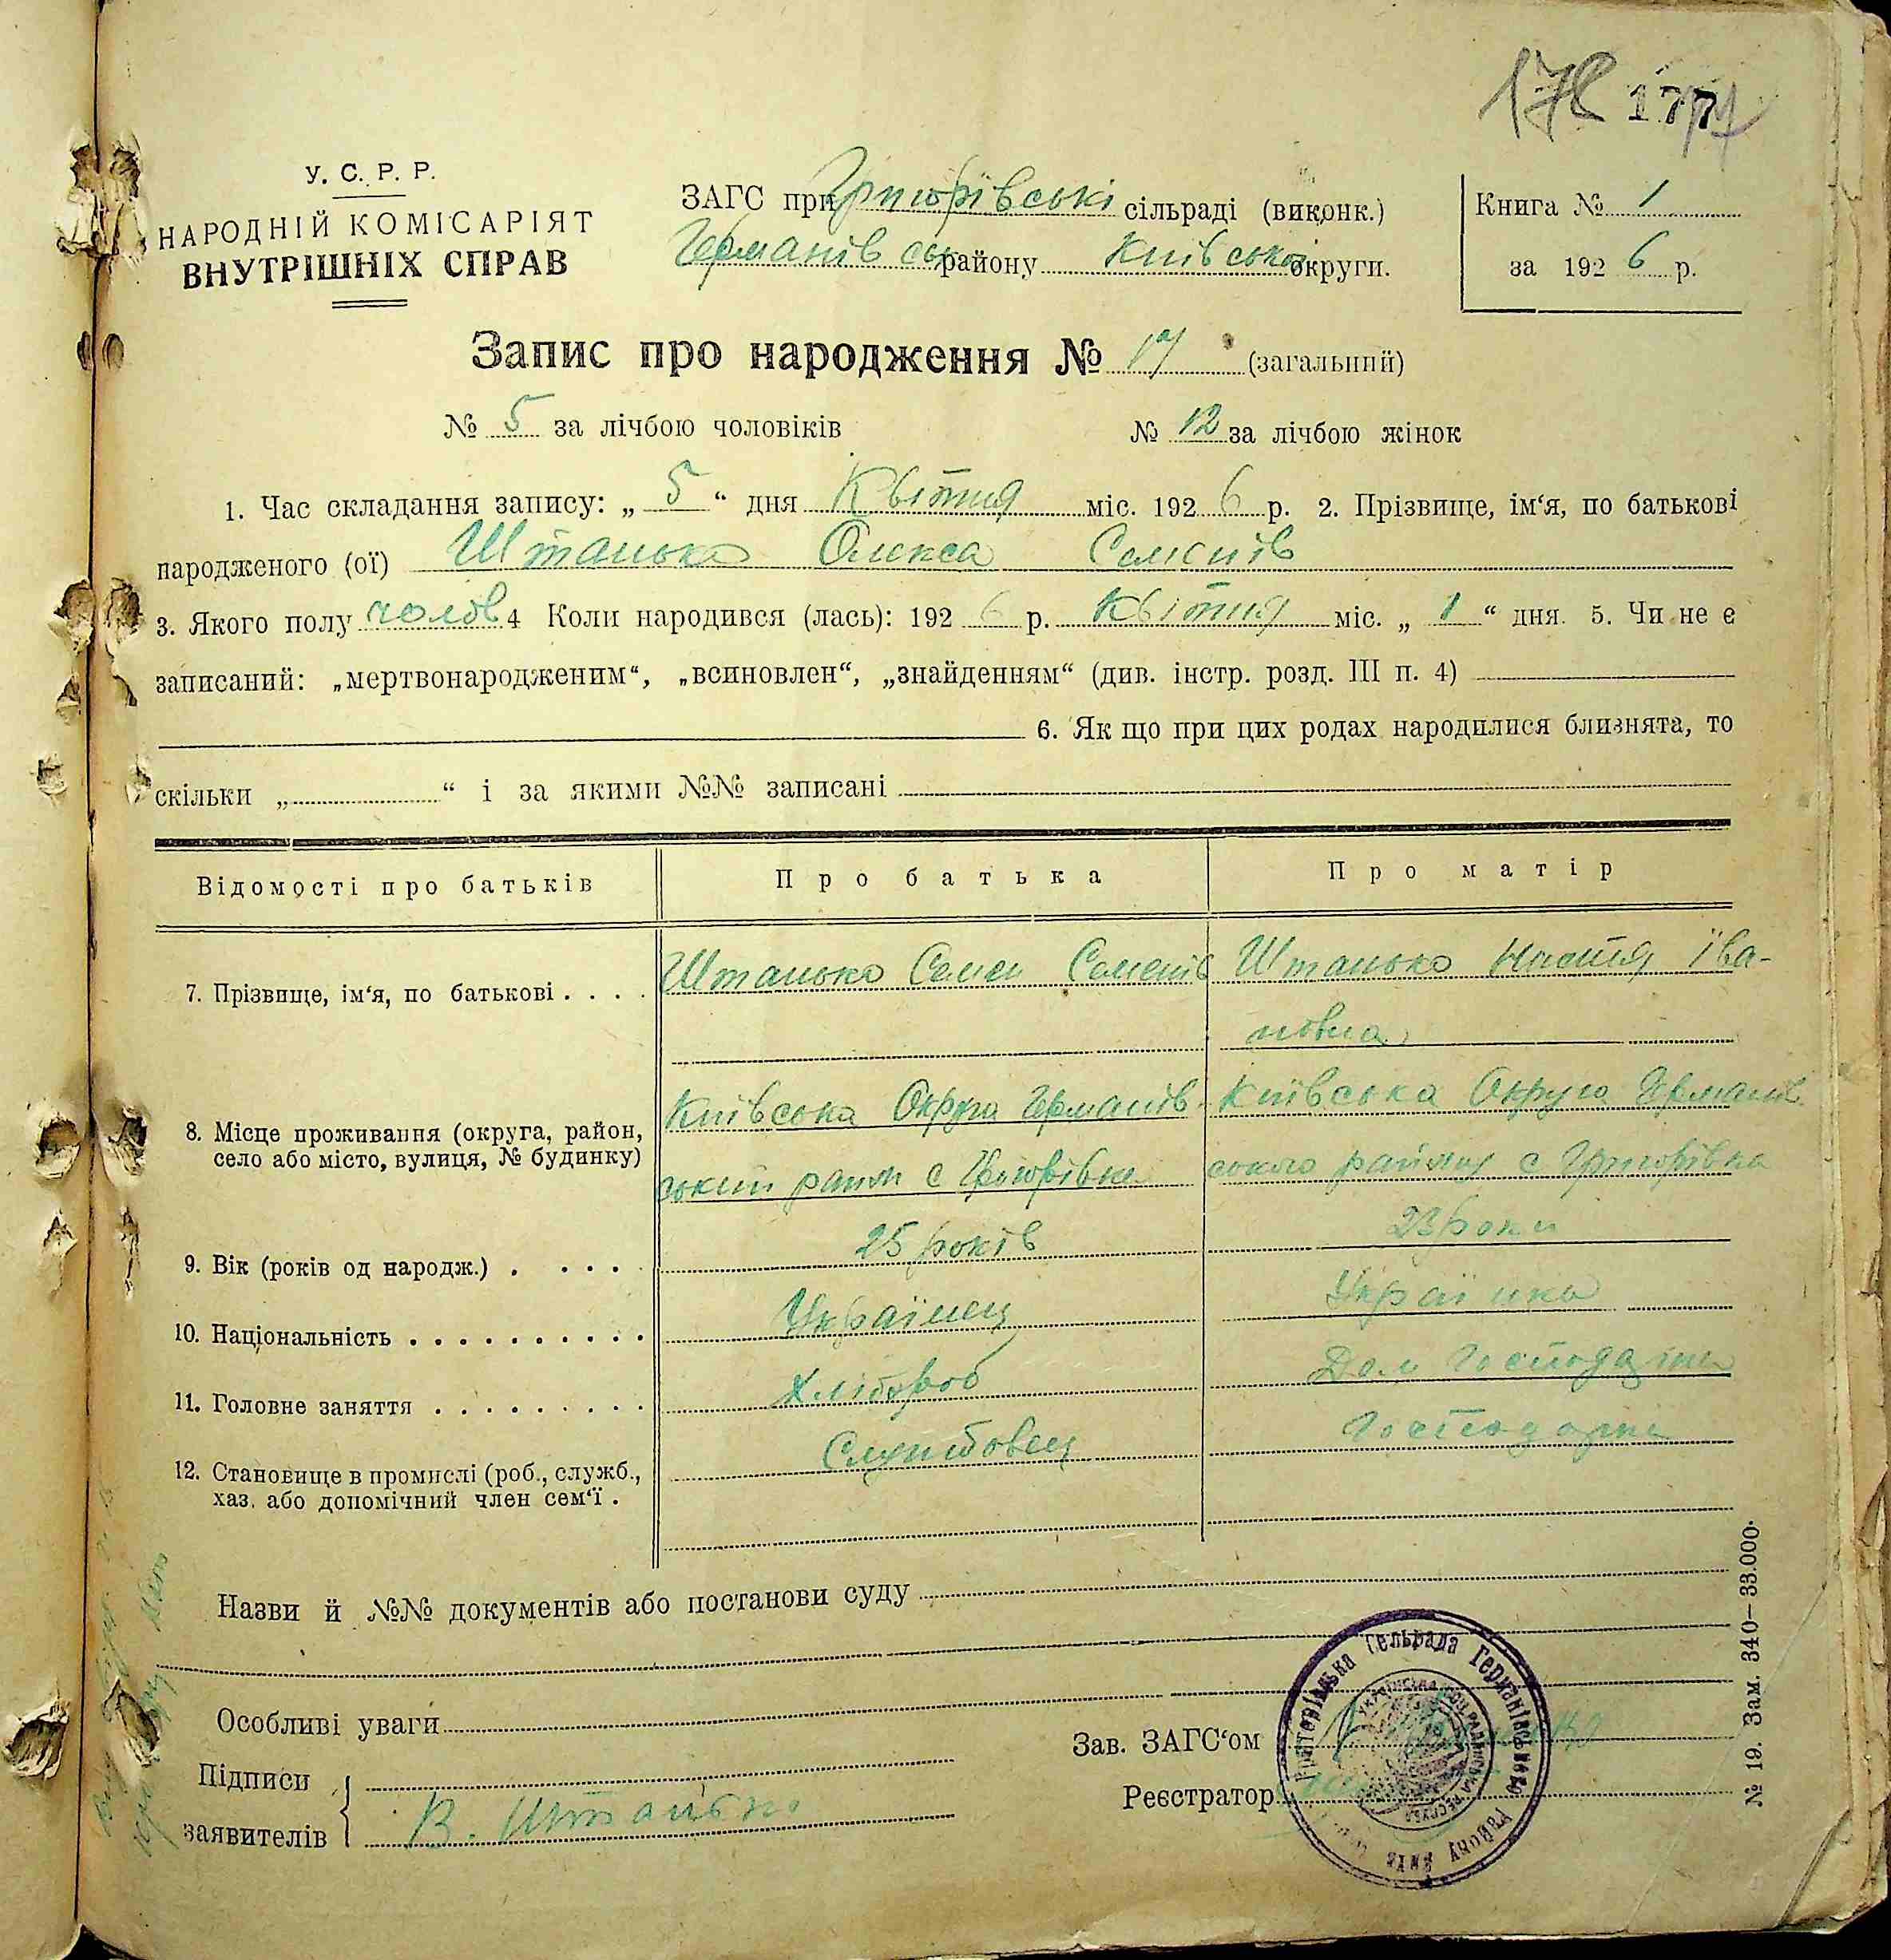 178 177
У. С. Р. Р.
НАРОДНІЙ КОМІСАРІЯТ
ВНУТРІШНІХ СПРАВ
ЗАГС при Григорівські сільраді (виконк.)
Германівськ району Київської округи.
Книга № 1
за 1926 р.
Запис про народження № 17 (загальний)
№ 5 за лічбою чоловіків № 12 за лічбою жінок
1. Час складання запису: „ 5 “ дня Квітня міс. 1926 р. 2. Прізвище, ім‘я, по батькові
народженого (ої) Штанько Олекса Семенів
3. Якого полу чолов 4 Коли народився (лась): 1926 р. Квітня міс. „ 1 “ дня. 5. Чи не є
записаний: „мертвонародженим“, „всиновлен“, „знайденням“ (див. інстр. розд. III п. 4)
6. Як що при цих родах народилися близнята, то
скільки „ “ і за якими №№ записані
Відомості про батьків Про батька Про матір
7. Прізвище, ім‘я, по батькові . . . . Штанько Семен Семенів Штанько Настя Іва-
новна
8. Місце проживання (округа, район, село або місто, вулиця, № будинку) Київська Округа Германів- Київська Округа Германів-
ський район с Григорівка ського району с Григорівка
9. Вік (років од народж.) . . . . . 25 років 23 роки
10. Національність . . . . . . . . . . Українец Українка
11. Головне заняття . . . . . . . . . Хлібороб Дом Господарка
12. Становище в промислі (роб., служб., хаз. або допомічний член сем‘ї . Службовец Господарка
Назви й №№ документів або постанови суду
Особливі уваги
Зав. ЗАГС‘ом
Підписи
заявителів В. Штанько
Реєстратор
Григорівська Сельрада Германівського Району
№ 19. Зам. 340—33.000.